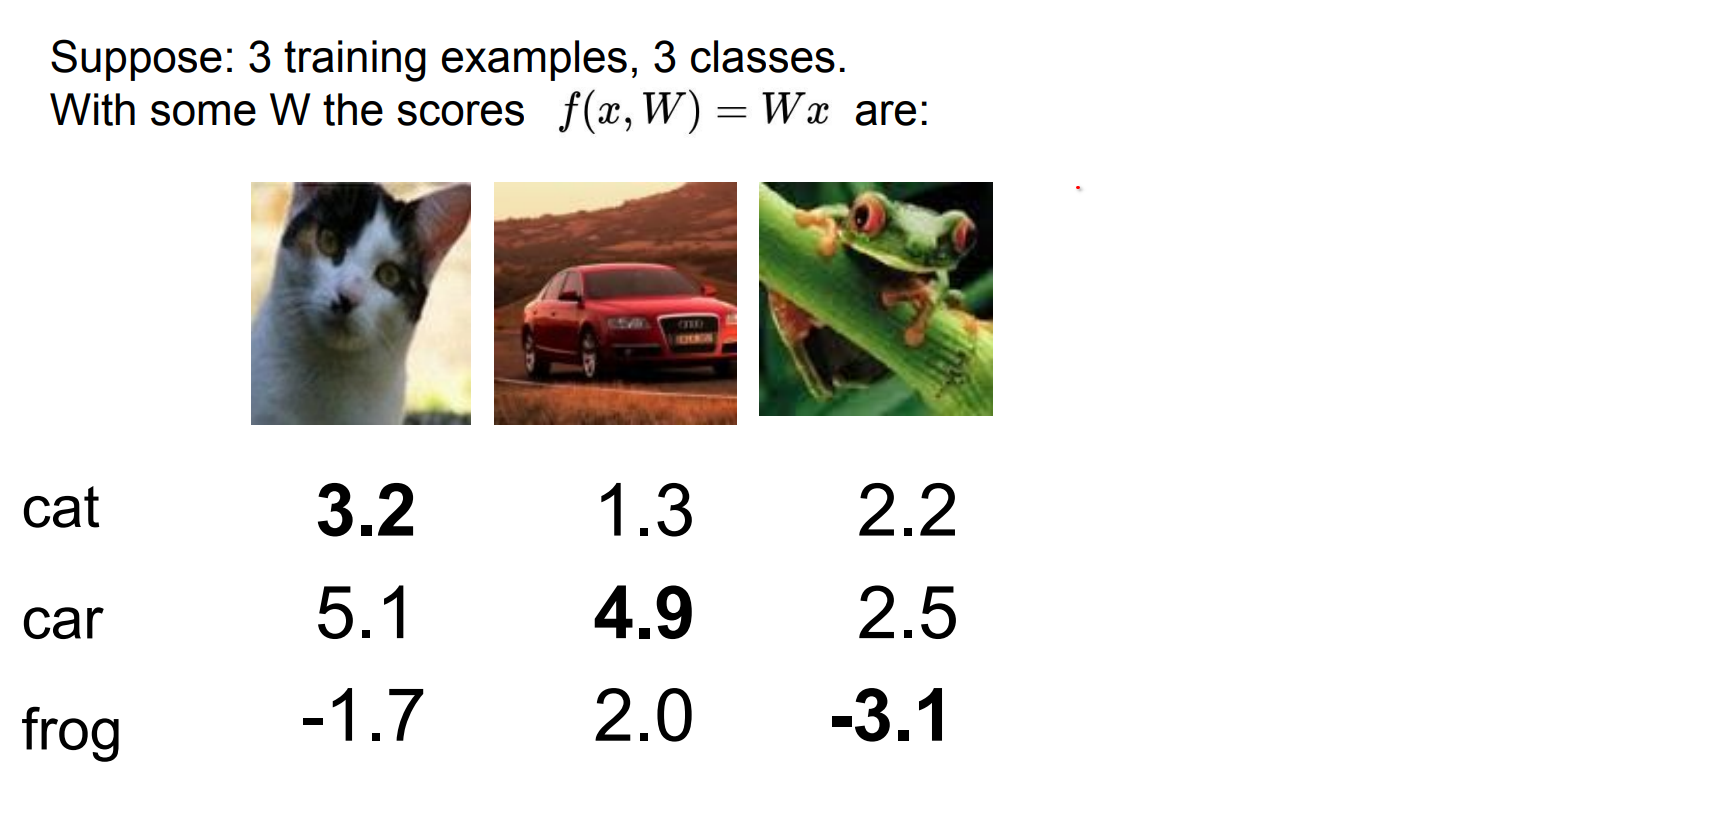 Suppose: 3 training examples, 3 classes.
With some W the scores f(x, W) = Wx are:
cat 3.2 1.3 2.2
car 5.1 4.9 2.5
frog -1.7 2.0 -3.1